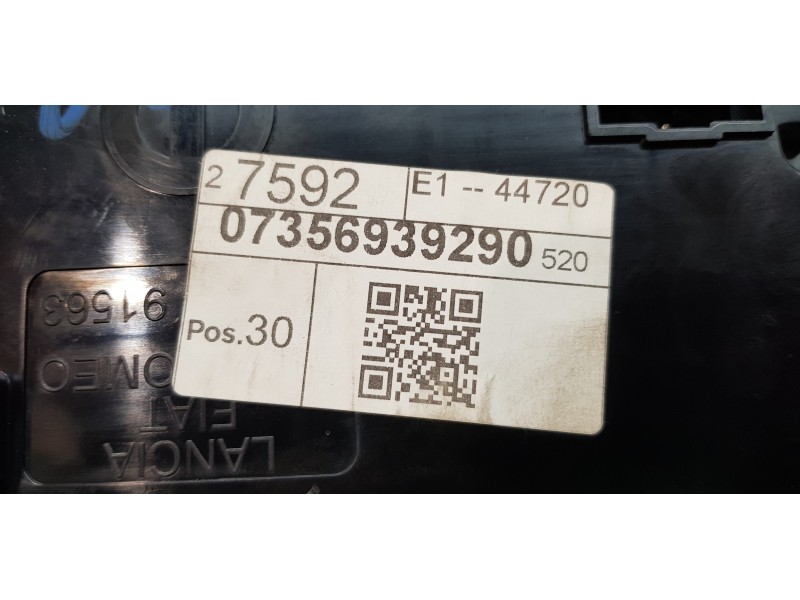 2 7592 E1 -- 44720
07356939290 520
Pos.30
91563
OMEO
FIAT
LANCIA